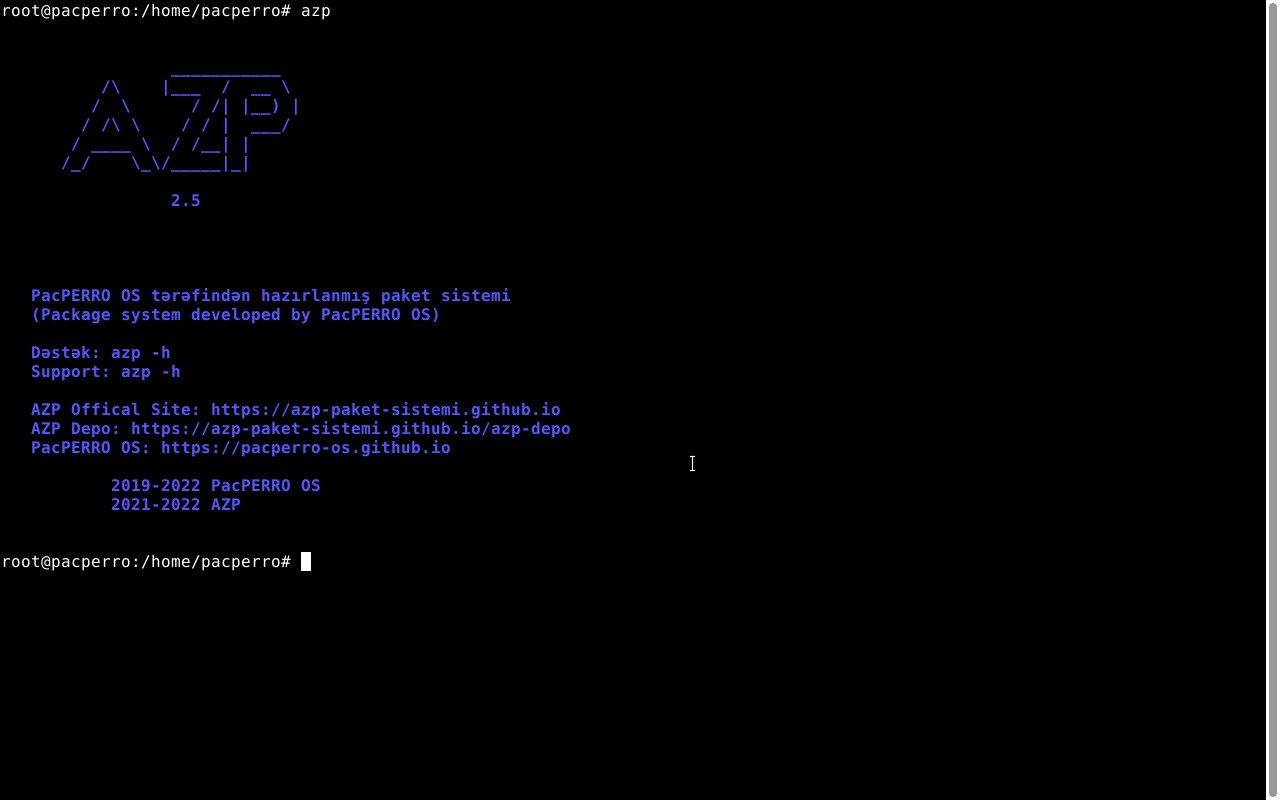 root@pacperro:/home/pacperro# azp
AZP
2.5
PacPERRO OS tərəfindən hazırlanmış paket sistemi
(Package system developed by PacPERRO OS)
Dəstək: azp -h
Support: azp -h
AZP Offical Site: https://azp-paket-sistemi.github.io
AZP Depo: https://azp-paket-sistemi.github.io/azp-depo
PacPERRO OS: https://pacperro-os.github.io
2019-2022 PacPERRO OS
2021-2022 AZP
root@pacperro:/home/pacperro#